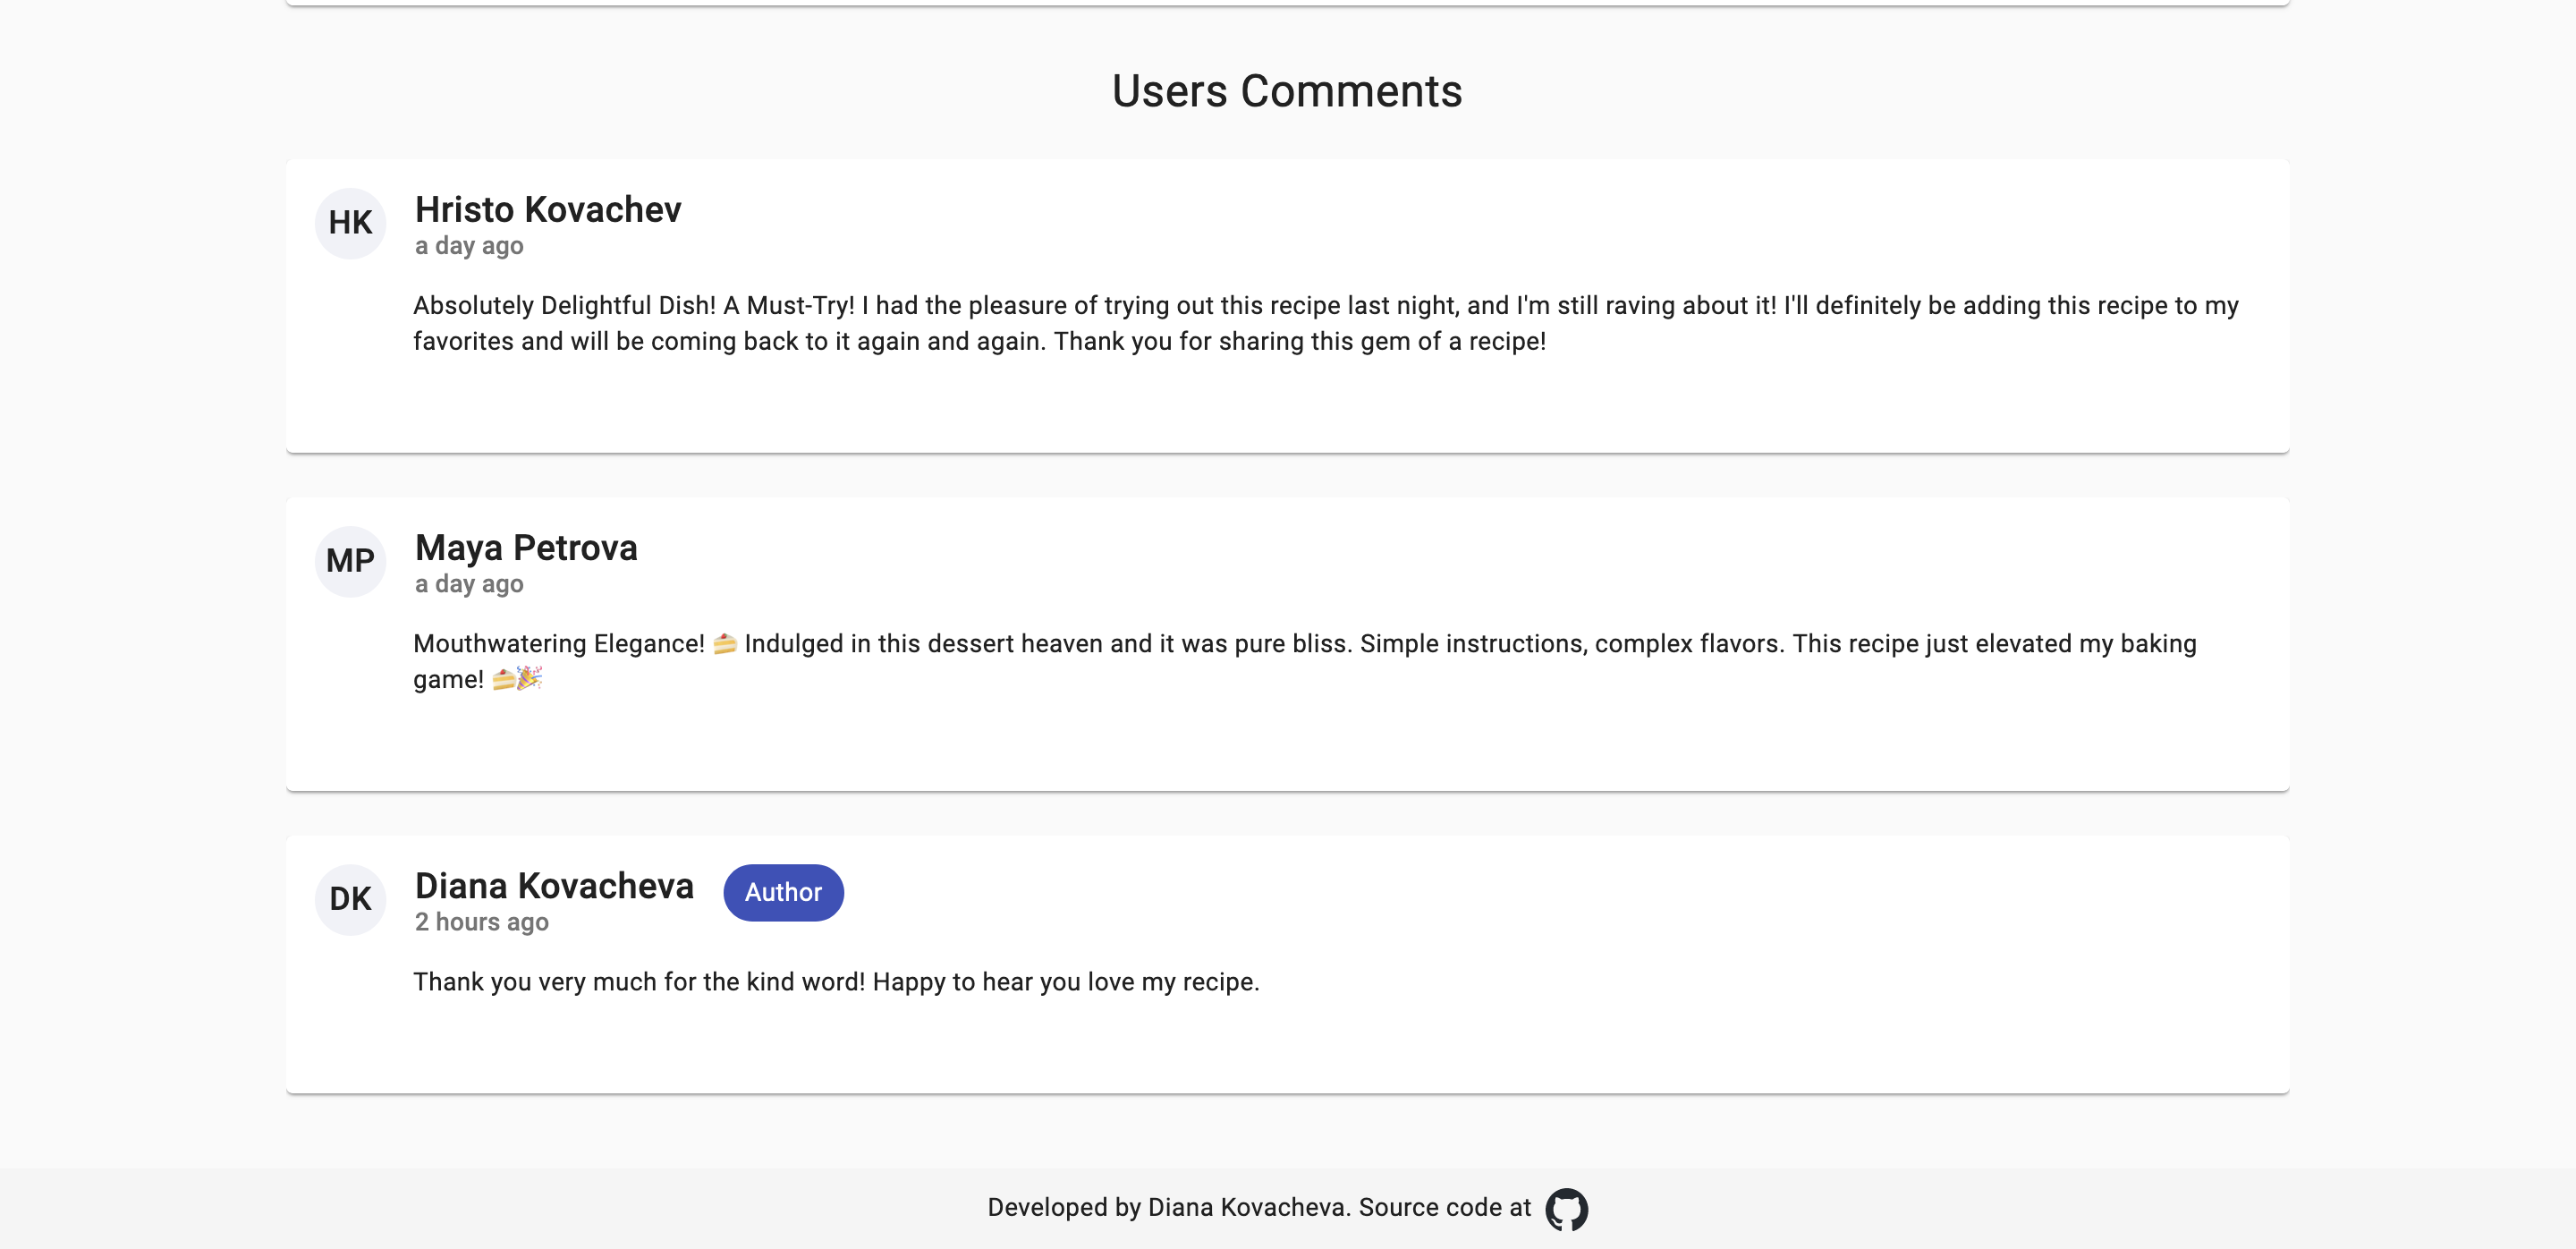 Users Comments
HK
Hristo Kovachev
a day ago
Absolutely Delightful Dish! A Must-Try! I had the pleasure of trying out this recipe last night, and I'm still raving about it! I'll definitely be adding this recipe to my
favorites and will be coming back to it again and again. Thank you for sharing this gem of a recipe!
MP
Maya Petrova
a day ago
Mouthwatering Elegance! 🍰 Indulged in this dessert heaven and it was pure bliss. Simple instructions, complex flavors. This recipe just elevated my baking
game! 🍰🎉
DK
Diana Kovacheva Author
2 hours ago
Thank you very much for the kind word! Happy to hear you love my recipe.
Developed by Diana Kovacheva. Source code at